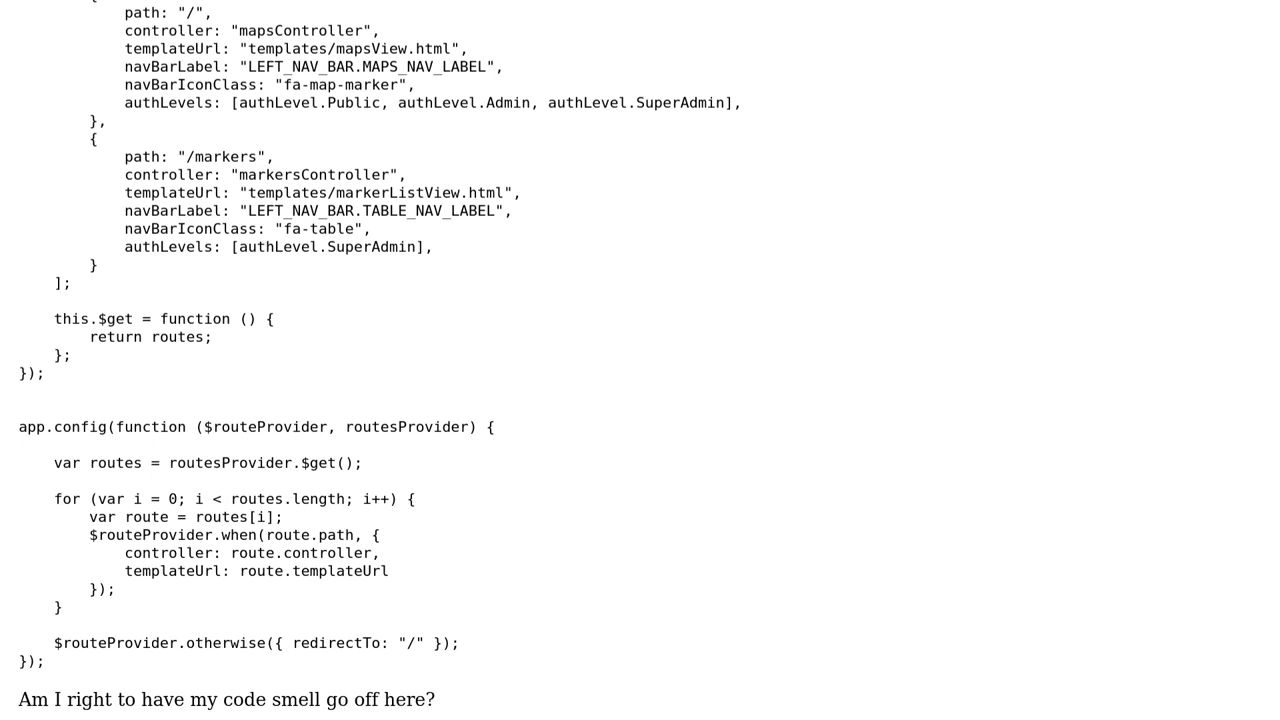 {
path: "/",
controller: "mapsController",
templateUrl: "templates/mapsView.html",
navBarLabel: "LEFT_NAV_BAR.MAPS_NAV_LABEL",
navBarIconClass: "fa-map-marker",
authLevels: [authLevel.Public, authLevel.Admin, authLevel.SuperAdmin],
},
{
path: "/markers",
controller: "markersController",
templateUrl: "templates/markerListView.html",
navBarLabel: "LEFT_NAV_BAR.TABLE_NAV_LABEL",
navBarIconClass: "fa-table",
authLevels: [authLevel.SuperAdmin],
}
];
this.$get = function () {
return routes;
};
});
app.config(function ($routeProvider, routesProvider) {
var routes = routesProvider.$get();
for (var i = 0; i < routes.length; i++) {
var route = routes[i];
$routeProvider.when(route.path, {
controller: route.controller,
templateUrl: route.templateUrl
});
}
$routeProvider.otherwise({ redirectTo: "/" });
});
Am I right to have my code smell go off here?